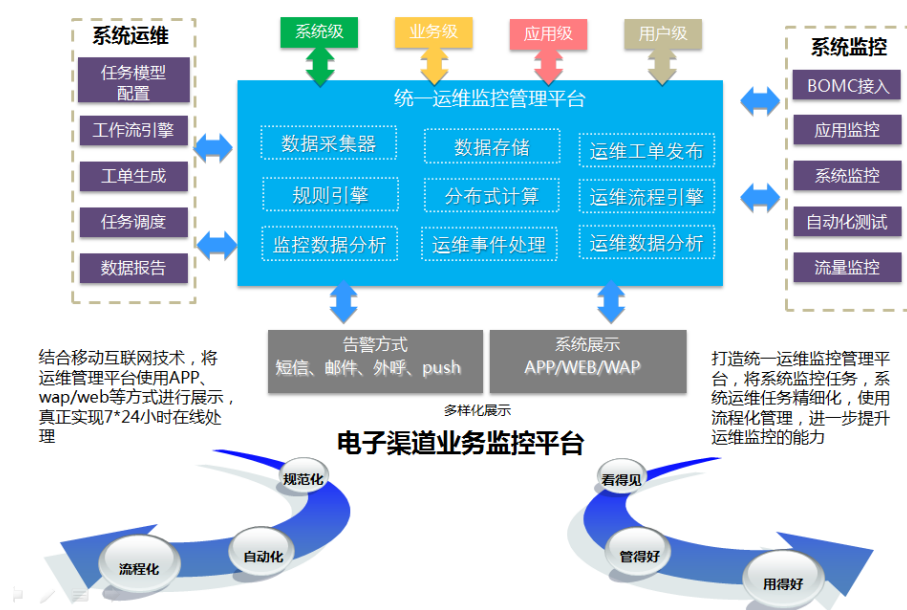 系统级
业务级
应用级
用户级
系统运维
任务模型
配置
工作流引擎
工单生成
任务调度
数据报告
统一运维监控管理平台
数据采集器
数据存储
运维工单发布
规则引擎
分布式计算
运维流程引擎
监控数据分析
运维事件处理
运维数据分析
系统监控
BOMC接入
应用监控
系统监控
自动化测试
流量监控
告警方式
短信、邮件、外呼、push
系统展示
APP/WEB/WAP
多样化展示
结合移动互联网技术，将
运维管理平台使用APP、
wap/web等方式进行展示，
真正实现7*24小时在线处
理
打造统一运维监控管理平
台，将系统监控任务，系
统运维任务精细化，使用
流程化管理，进一步提升
运维监控的能力
电子渠道业务监控平台
规范化
自动化
流程化
看得见
管得好
用得好